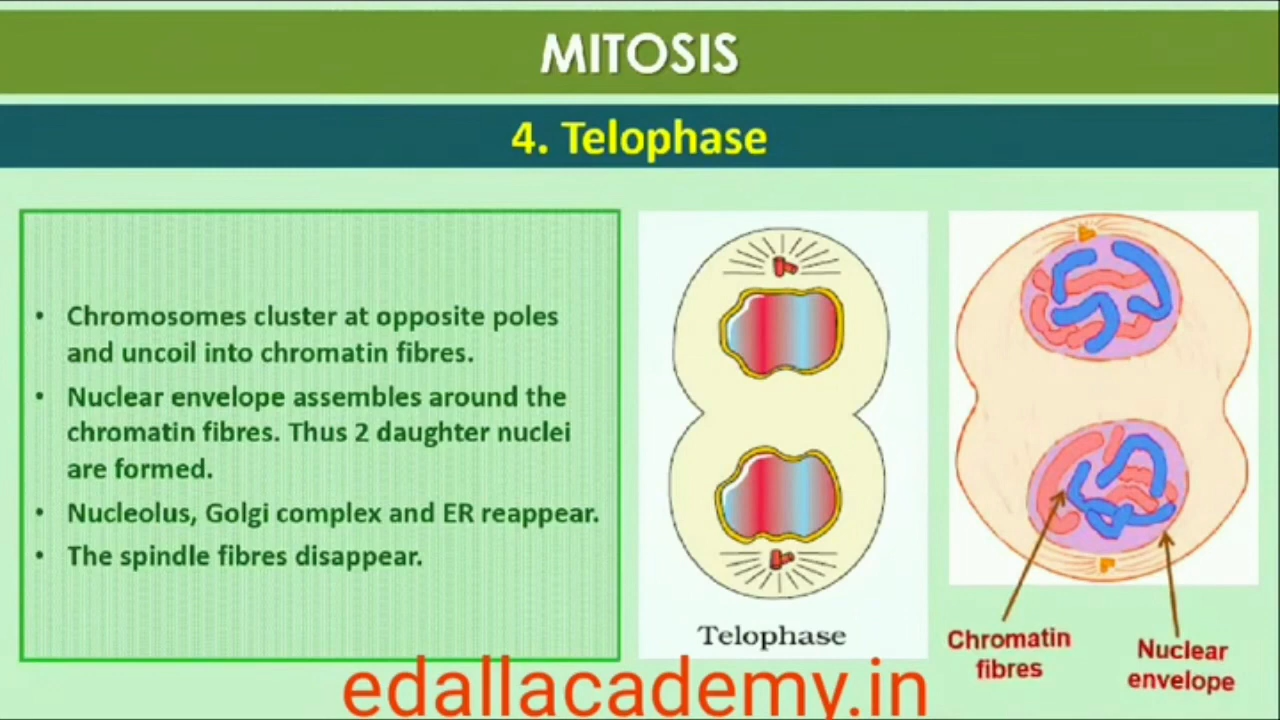 MITOSIS
4. Telophase
• Chromosomes cluster at opposite poles
and uncoil into chromatin fibres.
• Nuclear envelope assembles around the
chromatin fibres. Thus 2 daughter nuclei
are formed.
• Nucleolus, Golgi complex and ER reappear.
• The spindle fibres disappear.
Telophase
Chromatin
fibres
Nuclear
envelope
edallacademy.in